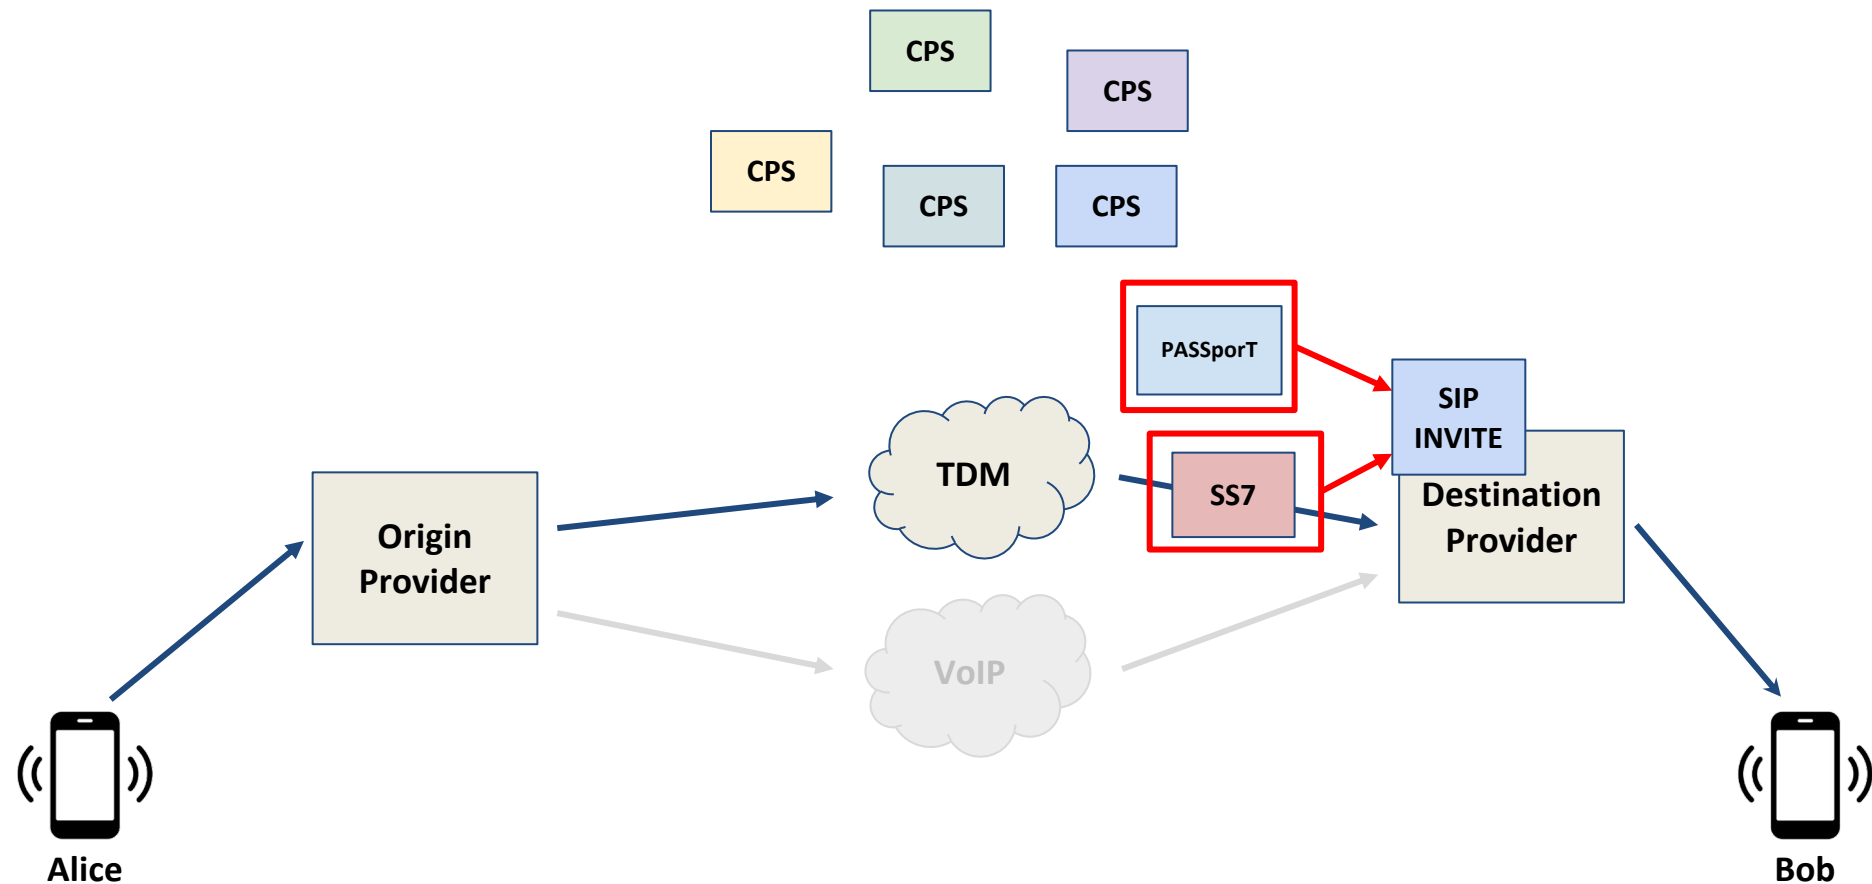 CPS
CPS
CPS
CPS
CPS
PASSporT
SIP
INVITE
TDM
SS7
Destination
Provider
Origin
Provider
VoIP
Alice
Bob